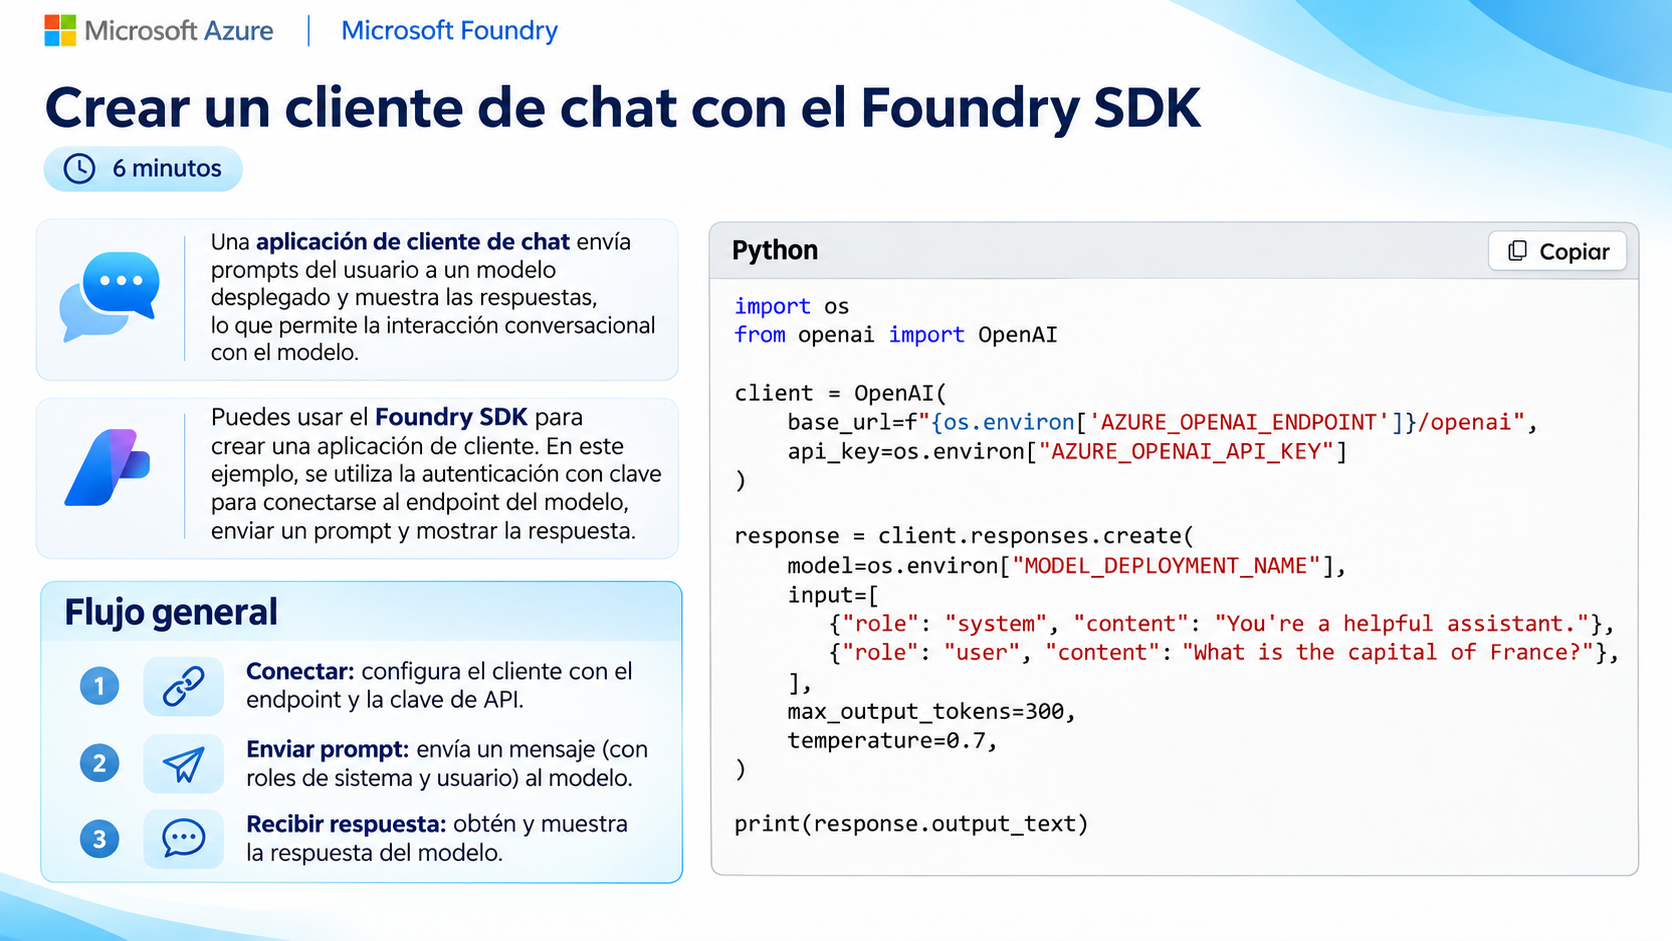 Microsoft Azure | Microsoft Foundry
Crear un cliente de chat con el Foundry SDK
6 minutos
Una aplicación de cliente de chat envía
prompts del usuario a un modelo
desplegado y muestra las respuestas,
lo que permite la interacción conversacional
con el modelo.
Puedes usar el Foundry SDK para
crear una aplicación de cliente. En este
ejemplo, se utiliza la autenticación con clave
para conectarse al endpoint del modelo,
enviar un prompt y mostrar la respuesta.
Flujo general
1
Conectar: configura el cliente con el
endpoint y la clave de API.
2
Enviar prompt: envía un mensaje (con
roles de sistema y usuario) al modelo.
3
Recibir respuesta: obtén y muestra
la respuesta del modelo.
Python
Copiar
import os
from openai import OpenAI
client = OpenAI(
    base_url=f"{os.environ['AZURE_OPENAI_ENDPOINT']}/openai",
    api_key=os.environ["AZURE_OPENAI_API_KEY"]
)
response = client.responses.create(
    model=os.environ["MODEL_DEPLOYMENT_NAME"],
    input=[
        {"role": "system", "content": "You're a helpful assistant."},
        {"role": "user", "content": "What is the capital of France?"},
    ],
    max_output_tokens=300,
    temperature=0.7,
)
print(response.output_text)